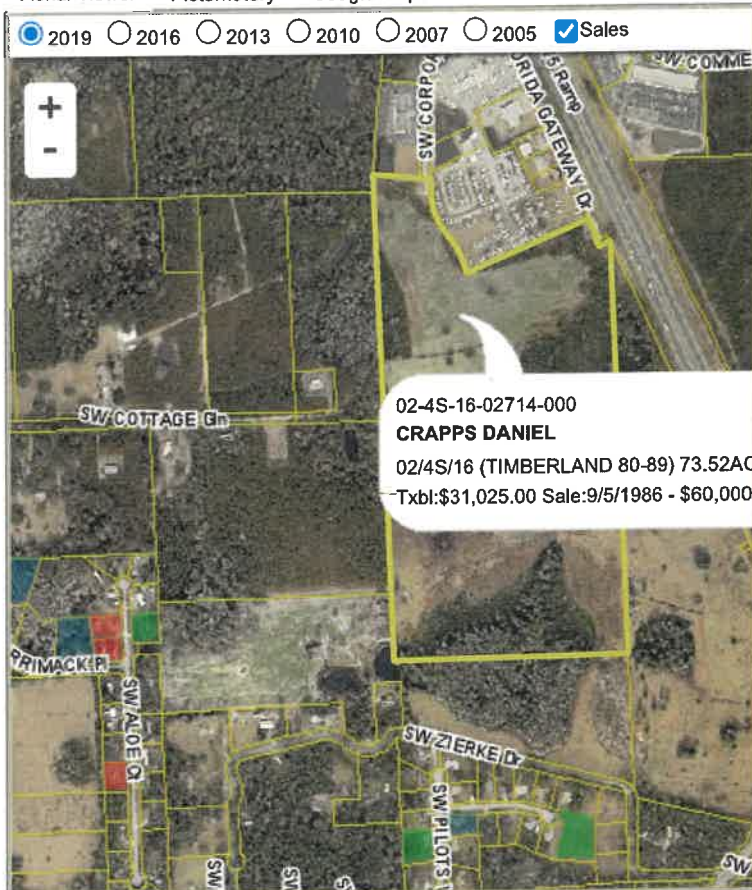 2019 2016 2013 2010 2007 2005 Sales
+
-
SW CORPO
SW COMME
5 Ramp
ORIDA GATEWAY Dr
SW COTTAGE Gln
02-4S-16-02714-000
CRAPPS DANIEL
02/4S/16 (TIMBERLAND 80-89) 73.52AC
Txbl:$31,025.00 Sale:9/5/1986 - $60,000
PRIMACK Pl
SW ALOE Ct
SW ZIERKE Dr
SW PILOTS
SW
SW
S
SW